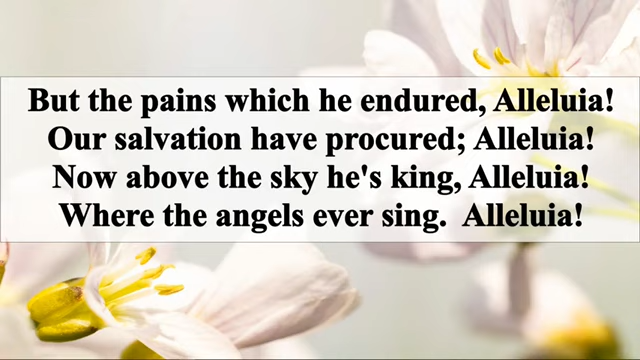 But the pains which he endured, Alleluia!
Our salvation have procured; Alleluia!
Now above the sky he's king, Alleluia!
Where the angels ever sing.  Alleluia!